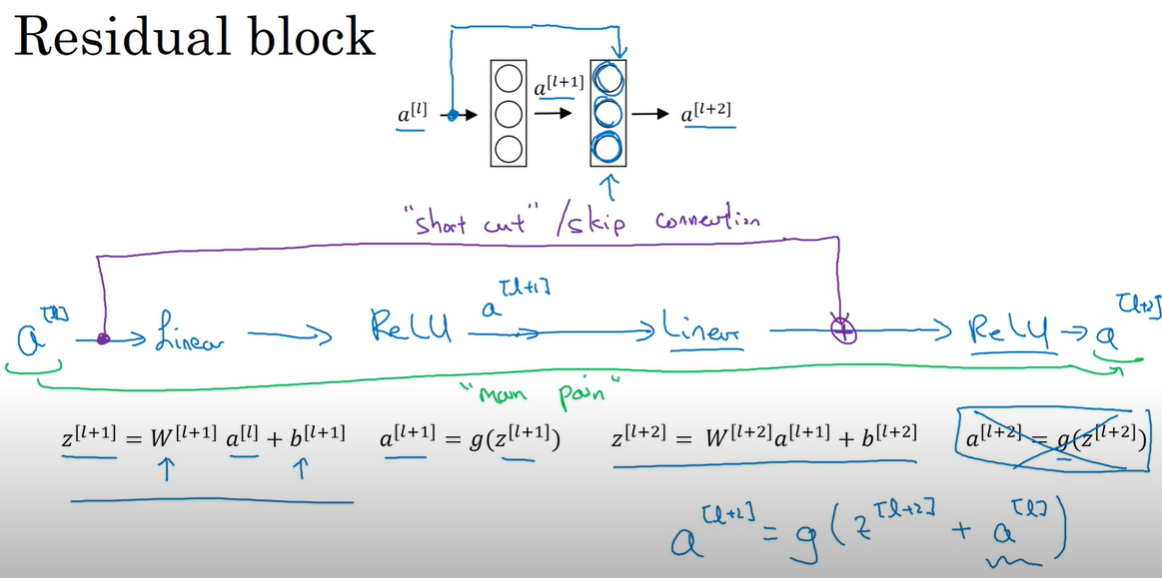 Residual block
a^[l] a^[l+1] a^[l+2]
"short cut" / skip connection
a^[l] → Linear → ReLU a^[l+1] → Linear ⊕ → ReLU → a^[l+2]
"main path"
z^[l+1] = W^[l+1] a^[l] + b^[l+1] a^[l+1] = g(z^[l+1]) z^[l+2] = W^[l+2]a^[l+1] + b^[l+2] a^[l+2] = g(z^[l+2])
a^[l+2] = g(z^[l+2] + a^[l])